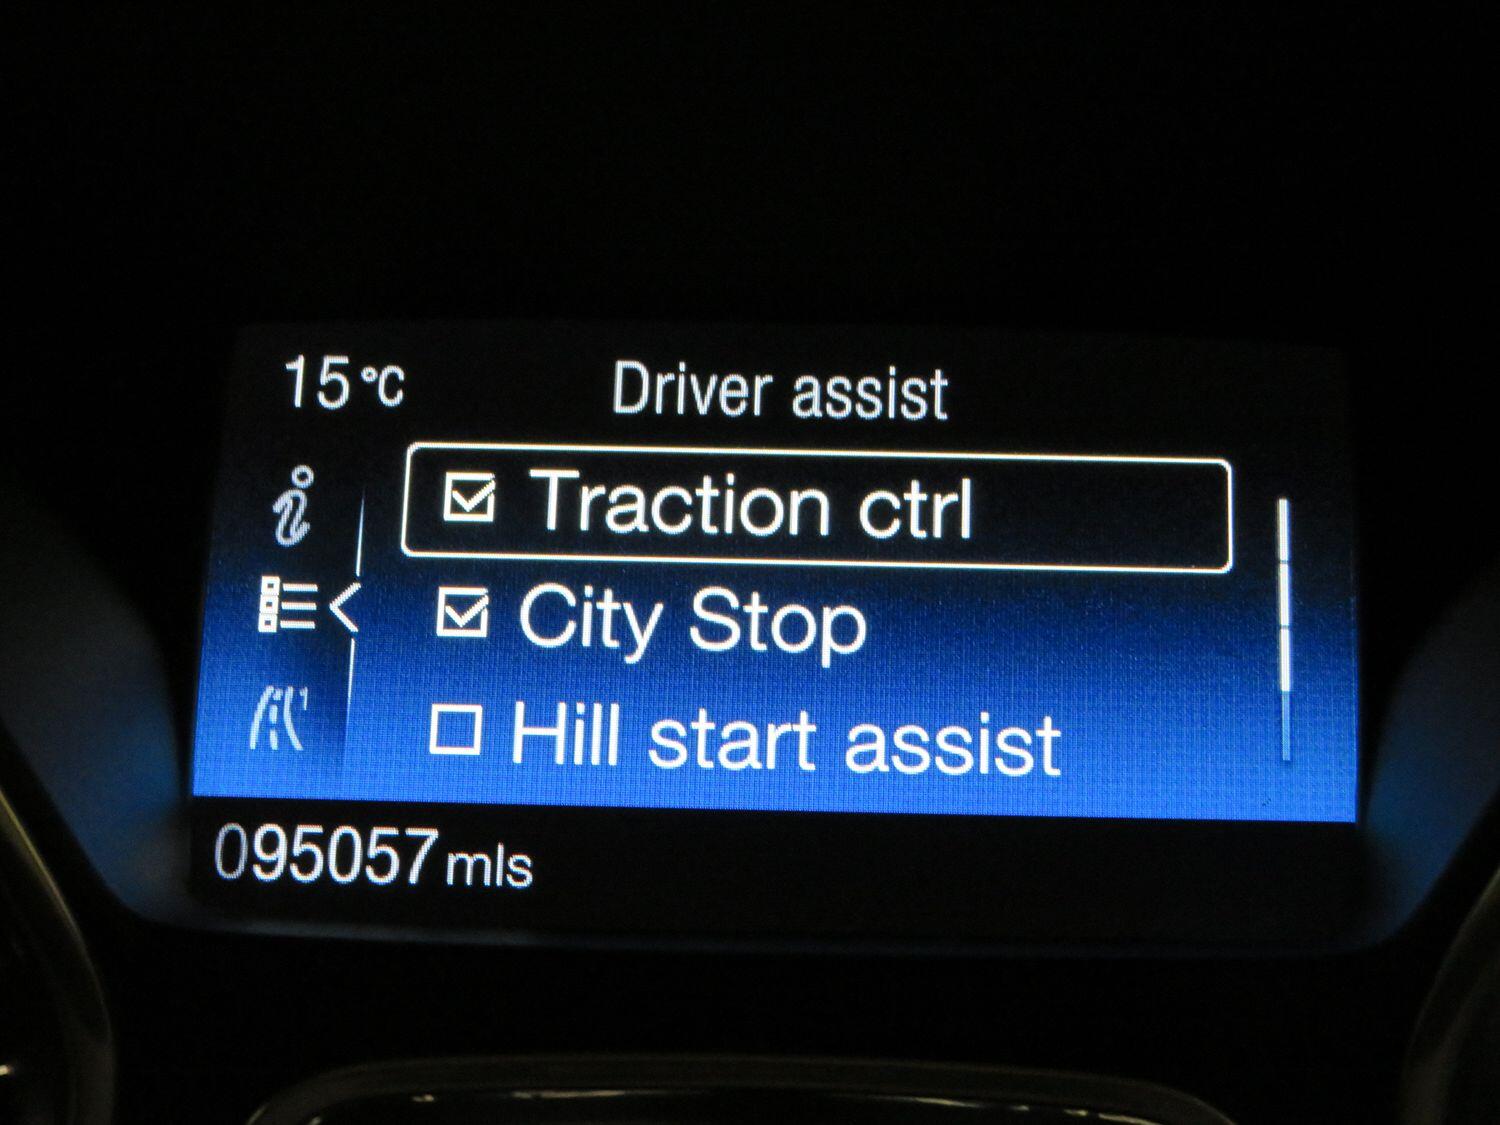 15°C
Driver assist
Traction ctrl
City Stop
Hill start assist
095057 mls